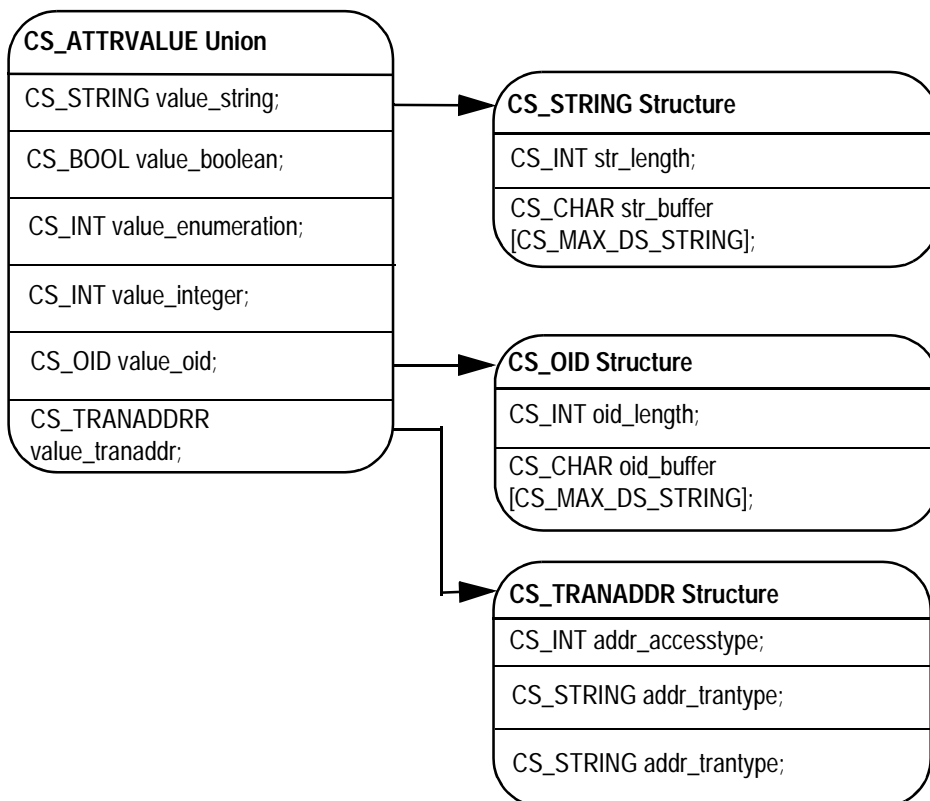 CS_ATTRVALUE Union
CS_STRING value_string;
CS_BOOL value_boolean;
CS_INT value_enumeration;
CS_INT value_integer;
CS_OID value_oid;
CS_TRANADDRR
value_tranaddr;
CS_STRING Structure
CS_INT str_length;
CS_CHAR str_buffer
[CS_MAX_DS_STRING];
CS_OID Structure
CS_INT oid_length;
CS_CHAR oid_buffer
[CS_MAX_DS_STRING];
CS_TRANADDR Structure
CS_INT addr_accesstype;
CS_STRING addr_trantype;
CS_STRING addr_trantype;